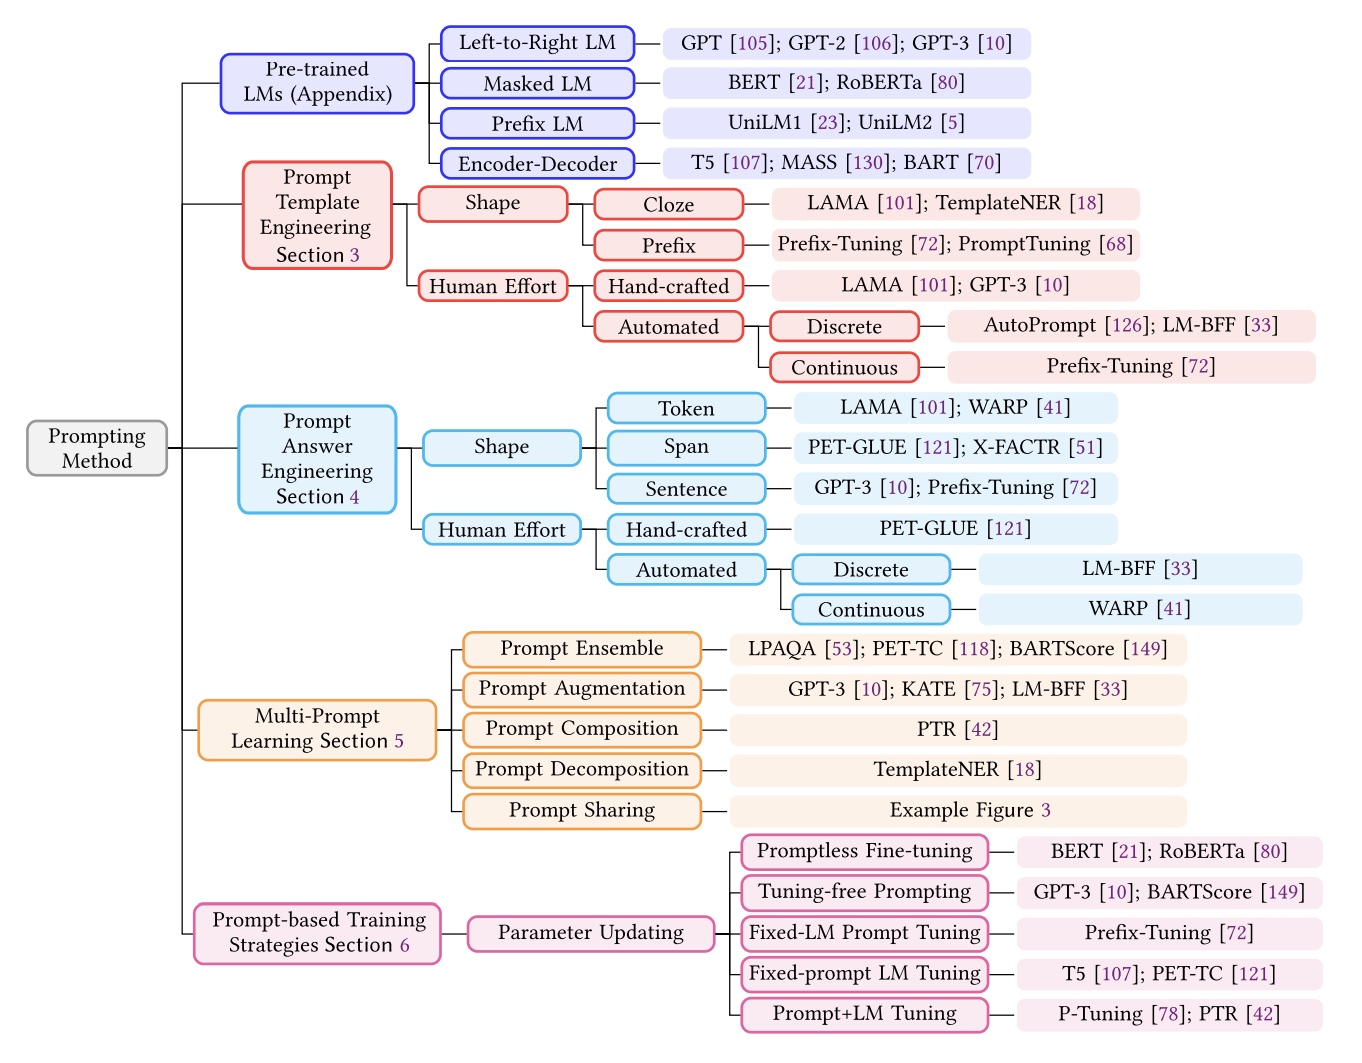 Prompting
Method
Pre-trained
LMs (Appendix)
Left-to-Right LM
GPT [105]; GPT-2 [106]; GPT-3 [10]
Masked LM
BERT [21]; RoBERTa [80]
Prefix LM
UniLM1 [23]; UniLM2 [5]
Encoder-Decoder
T5 [107]; MASS [130]; BART [70]
Prompt
Template
Engineering
Section 3
Shape
Cloze
LAMA [101]; TemplateNER [18]
Prefix
Prefix-Tuning [72]; PromptTuning [68]
Human Effort
Hand-crafted
LAMA [101]; GPT-3 [10]
Automated
Discrete
AutoPrompt [126]; LM-BFF [33]
Continuous
Prefix-Tuning [72]
Prompt
Answer
Engineering
Section 4
Shape
Token
LAMA [101]; WARP [41]
Span
PET-GLUE [121]; X-FACTR [51]
Sentence
GPT-3 [10]; Prefix-Tuning [72]
Human Effort
Hand-crafted
PET-GLUE [121]
Automated
Discrete
LM-BFF [33]
Continuous
WARP [41]
Multi-Prompt
Learning Section 5
Prompt Ensemble
LPAQA [53]; PET-TC [118]; BARTScore [149]
Prompt Augmentation
GPT-3 [10]; KATE [75]; LM-BFF [33]
Prompt Composition
PTR [42]
Prompt Decomposition
TemplateNER [18]
Prompt Sharing
Example Figure 3
Prompt-based Training
Strategies Section 6
Parameter Updating
Promptless Fine-tuning
BERT [21]; RoBERTa [80]
Tuning-free Prompting
GPT-3 [10]; BARTScore [149]
Fixed-LM Prompt Tuning
Prefix-Tuning [72]
Fixed-prompt LM Tuning
T5 [107]; PET-TC [121]
Prompt+LM Tuning
P-Tuning [78]; PTR [42]